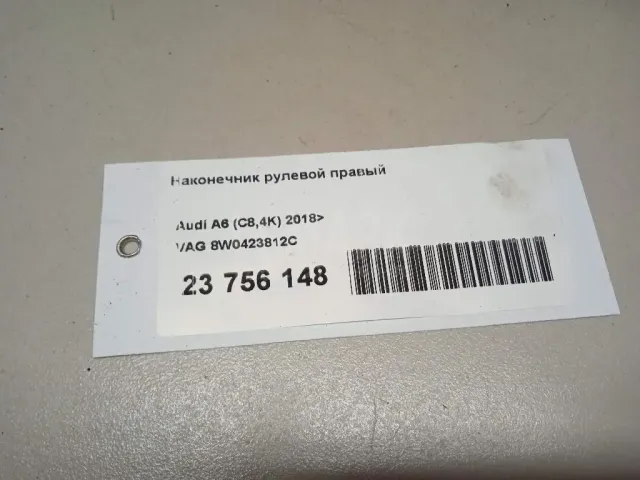 Наконечник рулевой правый
Audi A6 (C8,4K) 2018>
VAG 8W0423812C
23 756 148